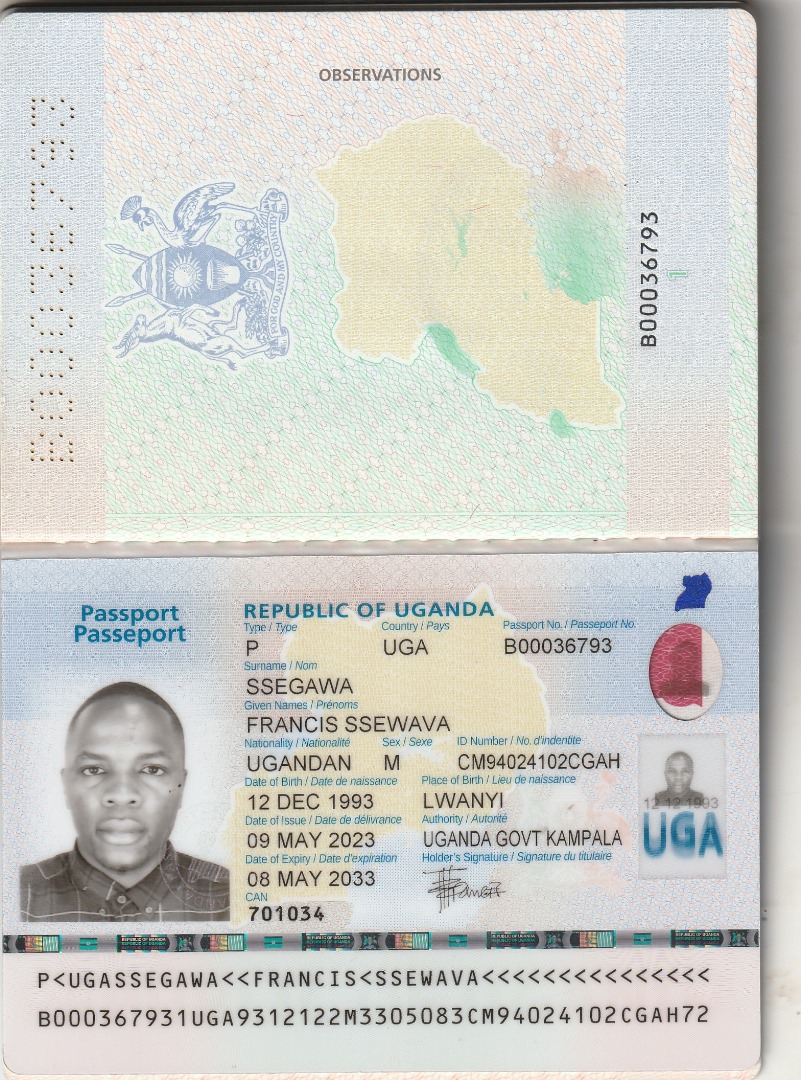 OBSERVATIONS
B00036793
FOR GOD AND MY COUNTRY
B00036793
1
Passport
Passeport
REPUBLIC OF UGANDA
Type / Type Country / Pays Passport No. / Passeport No.
P UGA B00036793
Surname / Nom
SSEGAWA
Given Names / Prénoms
FRANCIS SSEWAVA
Nationality / Nationalité Sex / Sexe ID Number / No. d'indentite
UGANDAN M CM94024102CGAH
Date of Birth / Date de naissance Place of Birth / Lieu de naissance
12 DEC 1993 LWANYI
Date of Issue / Date de délivrance Authority / Autorité
09 MAY 2023 UGANDA GOVT KAMPALA
Date of Expiry / Date d'expiration Holder's Signature / Signature du titulaire
08 MAY 2033
CAN
701034
12 12 1993
UGA
P<UGASSEGAWA<<FRANCIS<SSEWAVA<<<<<<<<<<<<<<<
B000367931UGA9312122M3305083CM94024102CGAH72